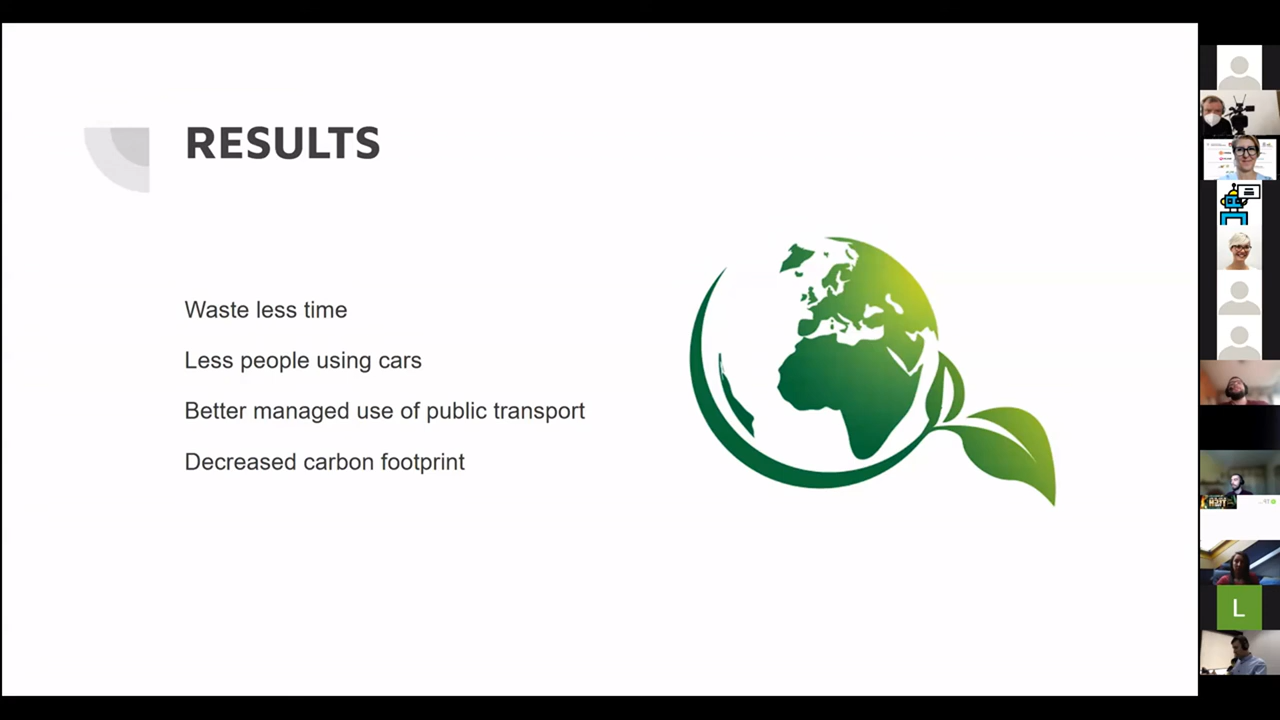 RESULTS
Waste less time
Less people using cars
Better managed use of public transport
Decreased carbon footprint
L